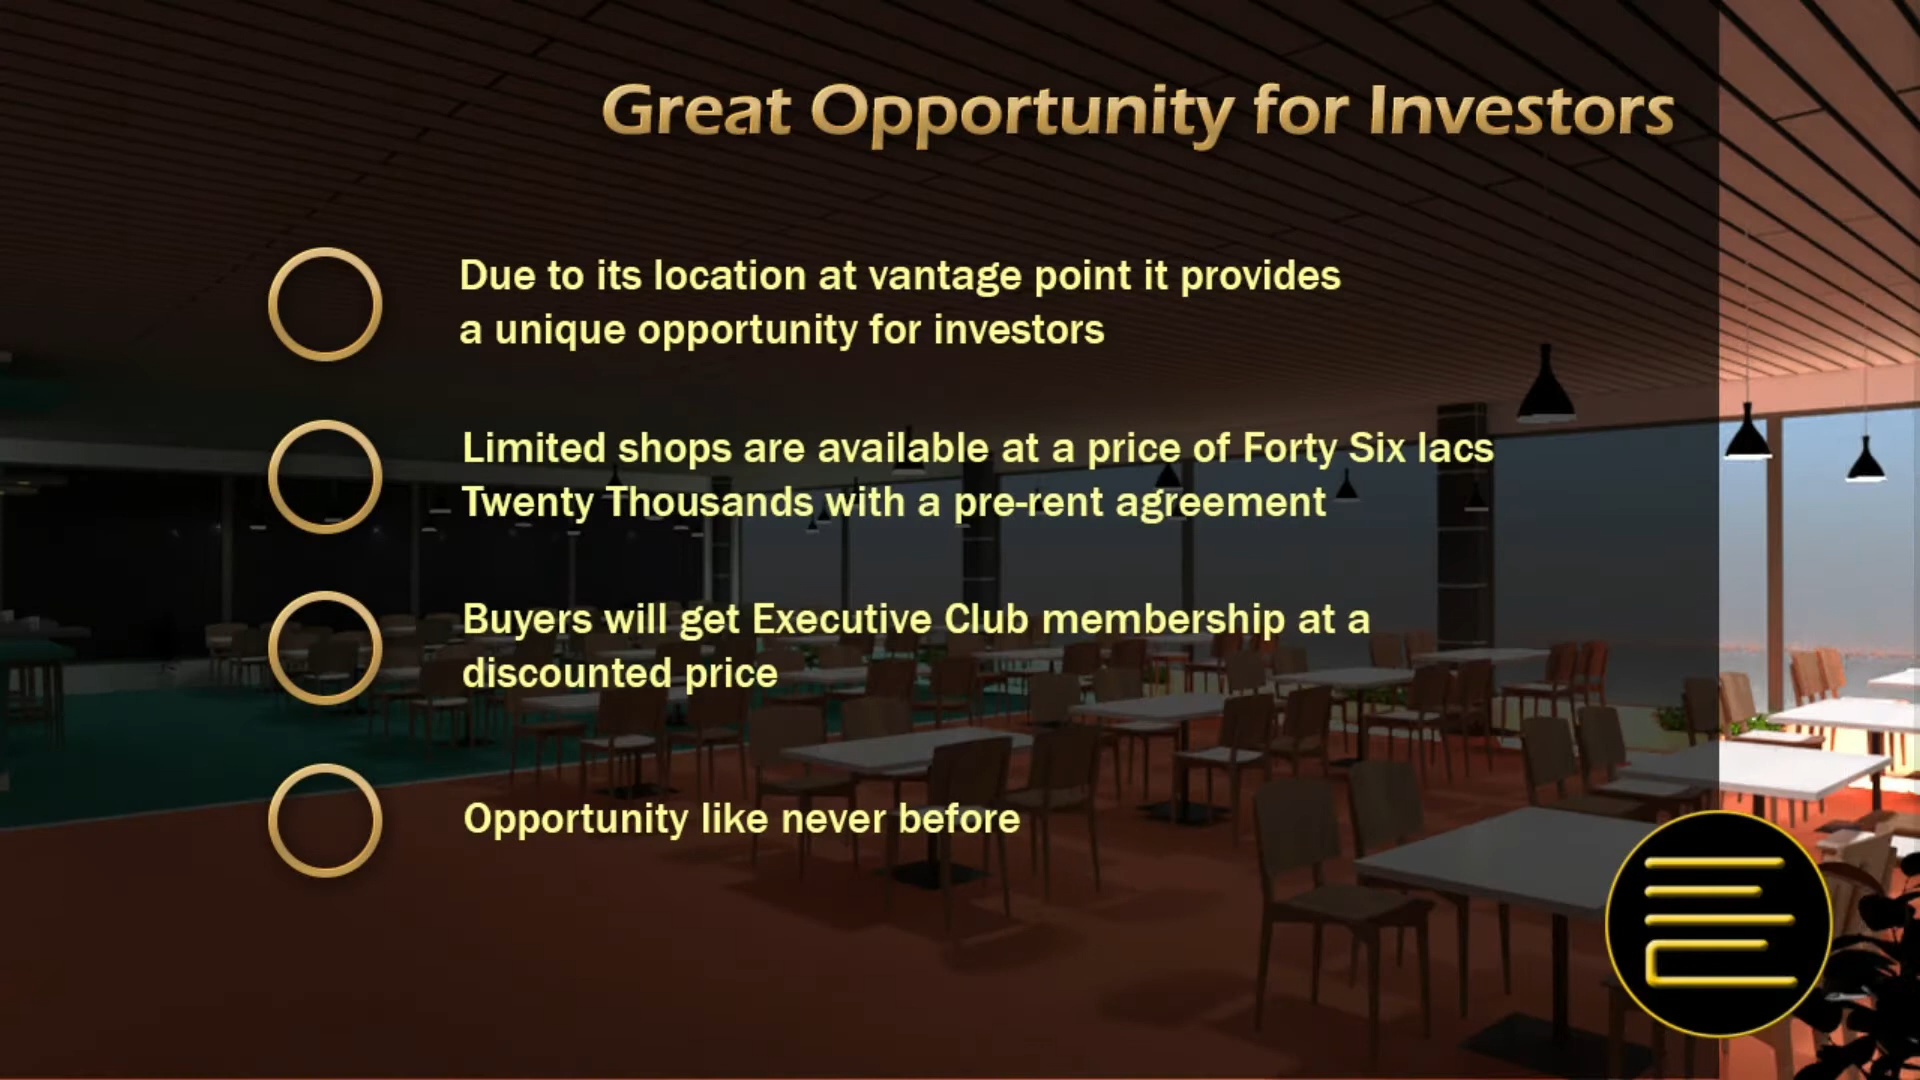 Great Opportunity for Investors
Due to its location at vantage point it provides
a unique opportunity for investors
Limited shops are available at a price of Forty Six lacs
Twenty Thousands with a pre-rent agreement
Buyers will get Executive Club membership at a
discounted price
Opportunity like never before